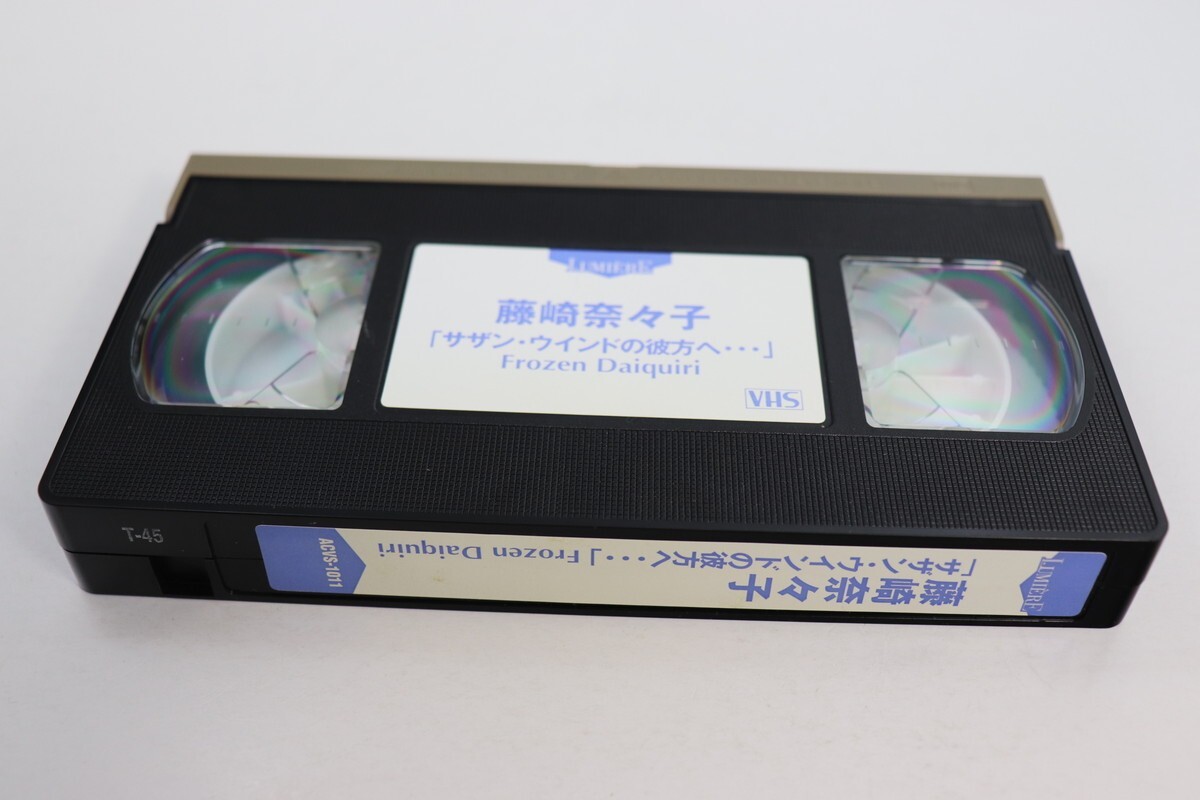 LUMIÈRE
藤崎奈々子
「サザン・ウインドの彼方へ・・・」
Frozen Daiquiri
VHS
T-45
LUMIÈRE
藤崎奈々子
「サザン・ウインドの彼方へ・・・」Frozen Daiquiri
ACVS-1011